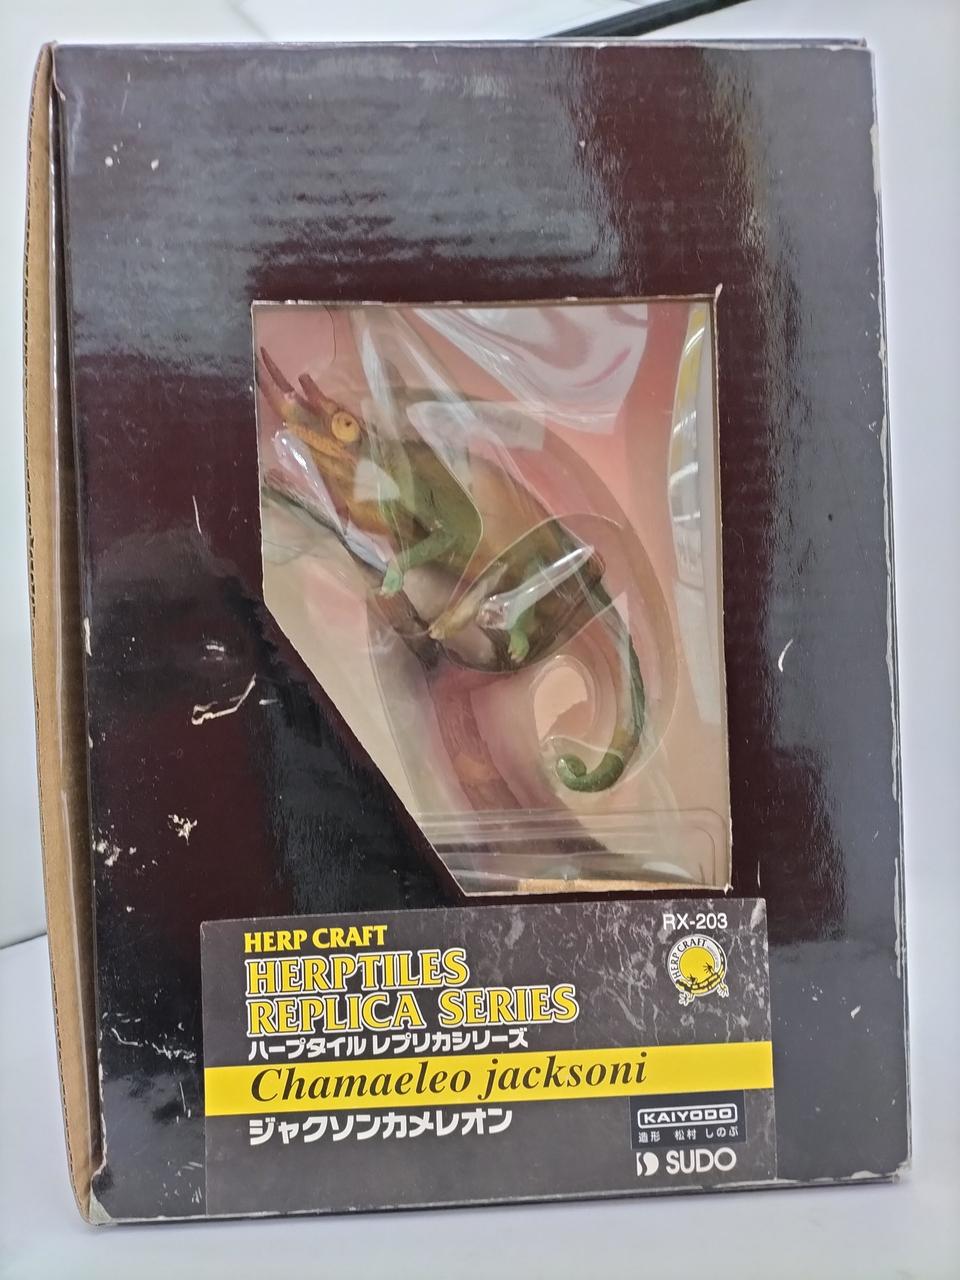 RX-203
HERP CRAFT
HERPTILES
REPLICA SERIES
HERP CRAFT
ハープタイル レプリカシリーズ
Chamaeleo jacksoni
ジャクソンカメレオン
KAIYODO
造形 松村 しのぶ
SUDO